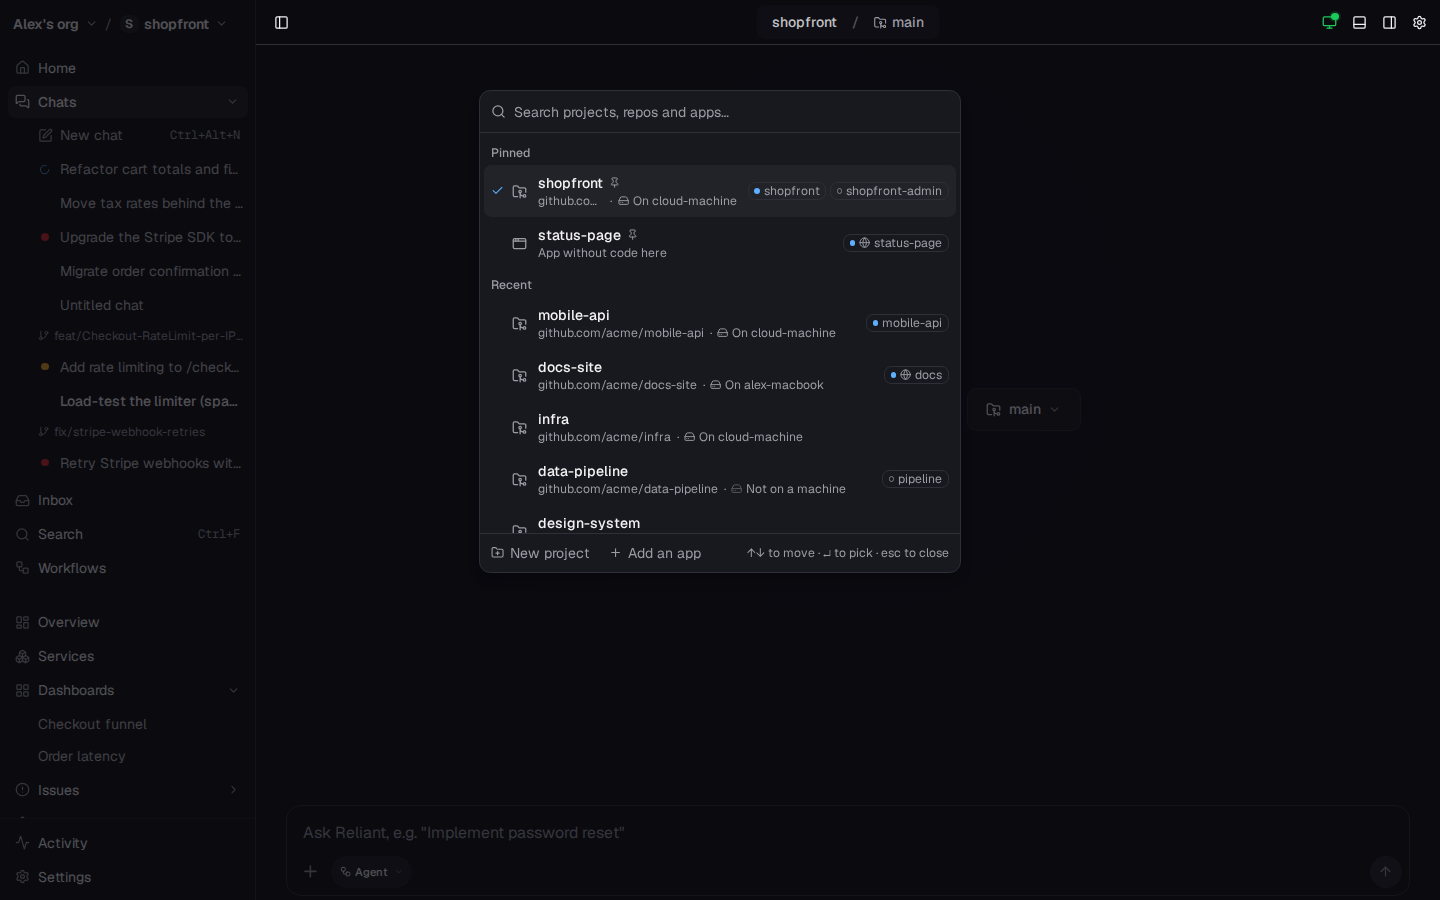 Alex's org / S shopfront
shopfront / main
Home
Chats
New chat Ctrl+Alt+N
Refactor cart totals and fi...
Move tax rates behind the ...
Upgrade the Stripe SDK to...
Migrate order confirmation ...
Untitled chat
feat/Checkout-RateLimit-per-IP...
Add rate limiting to /check...
Load-test the limiter (spa...
fix/stripe-webhook-retries
Retry Stripe webhooks wit...
Inbox
Search Ctrl+F
Workflows
Overview
Services
Dashboards
Checkout funnel
Order latency
Issues
Activity
Settings
Search projects, repos and apps...
Pinned
shopfront
github.co... · On cloud-machine
shopfront shopfront-admin
status-page
App without code here
status-page
Recent
mobile-api
github.com/acme/mobile-api · On cloud-machine
mobile-api
docs-site
github.com/acme/docs-site · On alex-macbook
docs
infra
github.com/acme/infra · On cloud-machine
data-pipeline
github.com/acme/data-pipeline · Not on a machine
pipeline
design-system
New project + Add an app ↑↓ to move · ↵ to pick · esc to close
main
Ask Reliant, e.g. "Implement password reset"
Agent